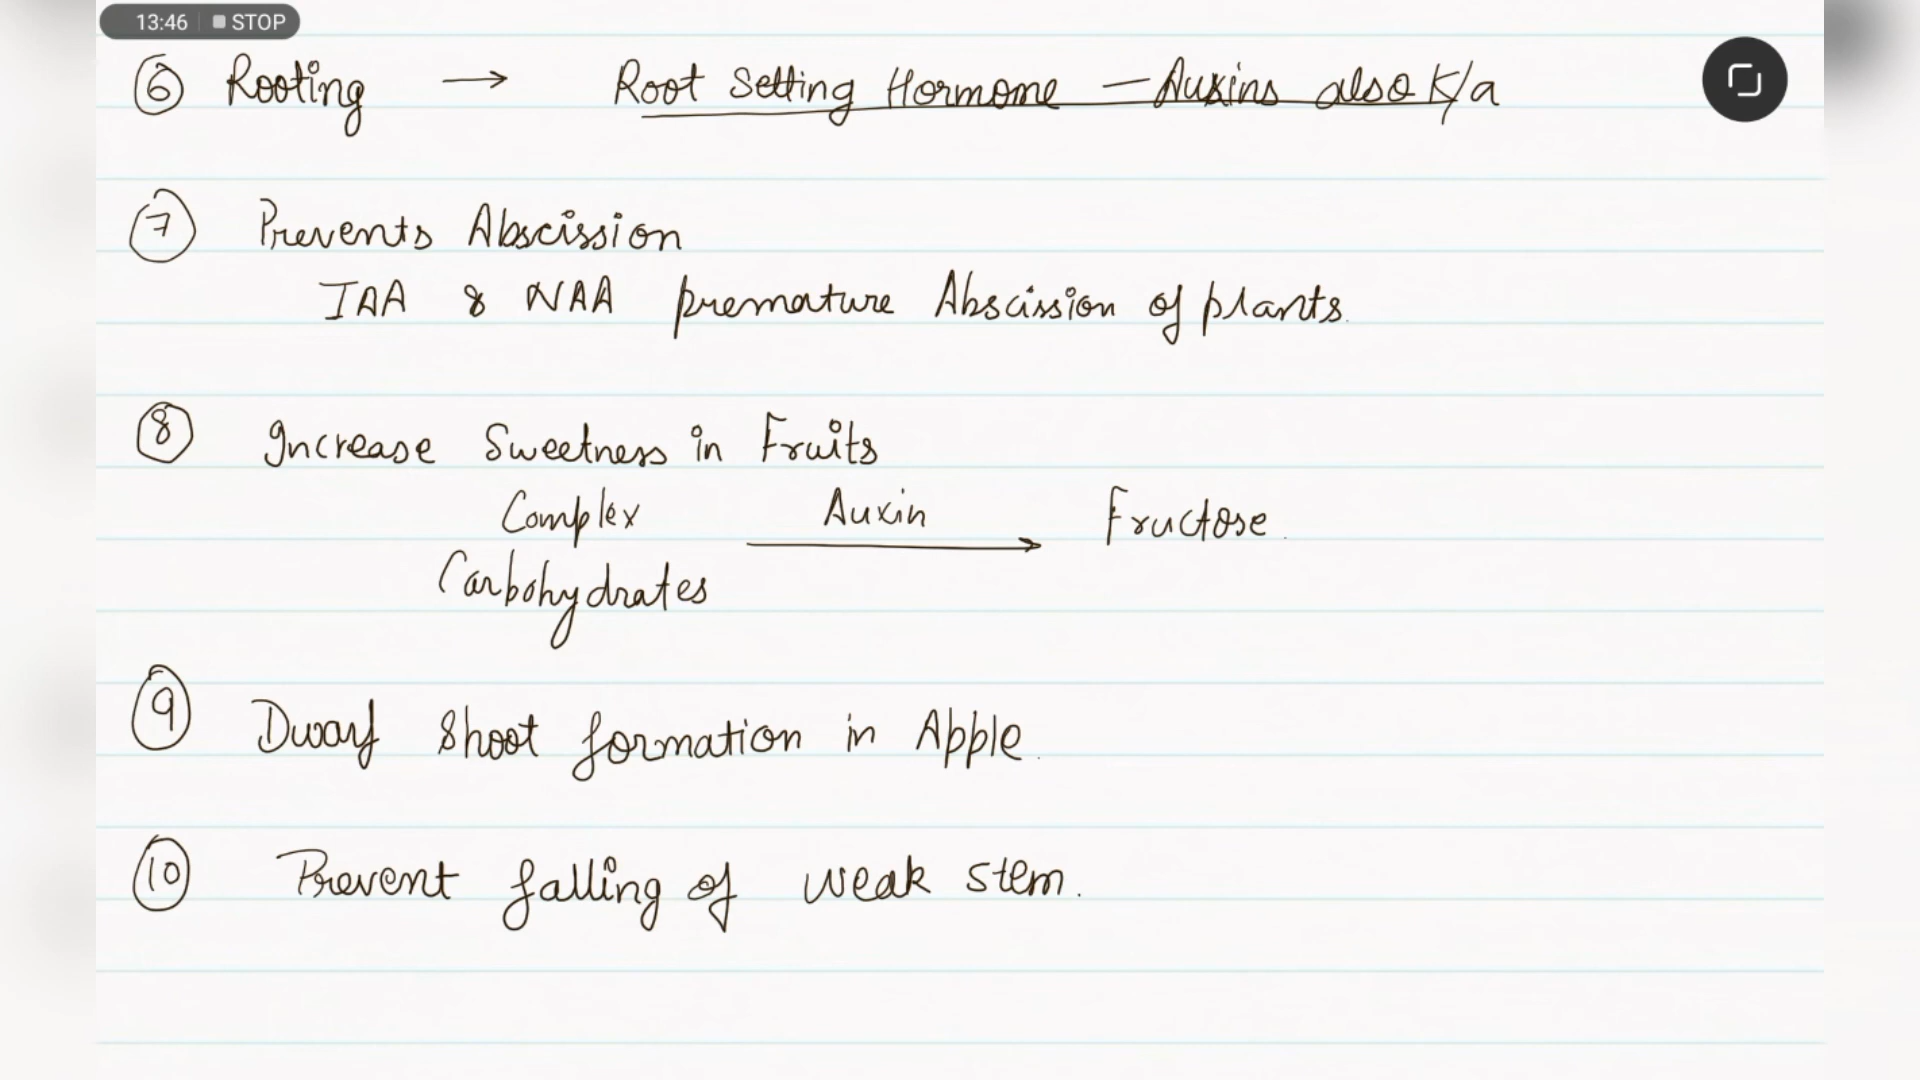 13:46 STOP
⑥ Rooting → Root Setting Hormone - Auxins also K/a
⑦ Prevents Abscission
IAA & NAA premature Abscission of plants.
⑧ Increase Sweetness in Fruits
Complex Auxin → Fructose.
Carbohydrates
⑨ Dwarf Shoot formation in Apple.
⑩ Prevent falling of weak stem.